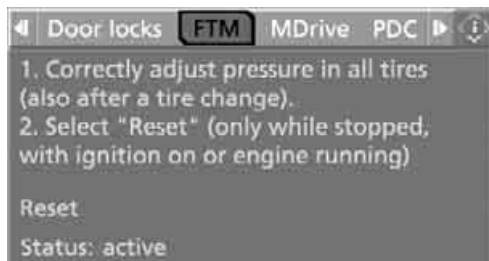 Door locks FTM MDrive PDC
1. Correctly adjust pressure in all tires
(also after a tire change).
2. Select "Reset" (only while stopped,
with ignition on or engine running)
Reset
Status: active